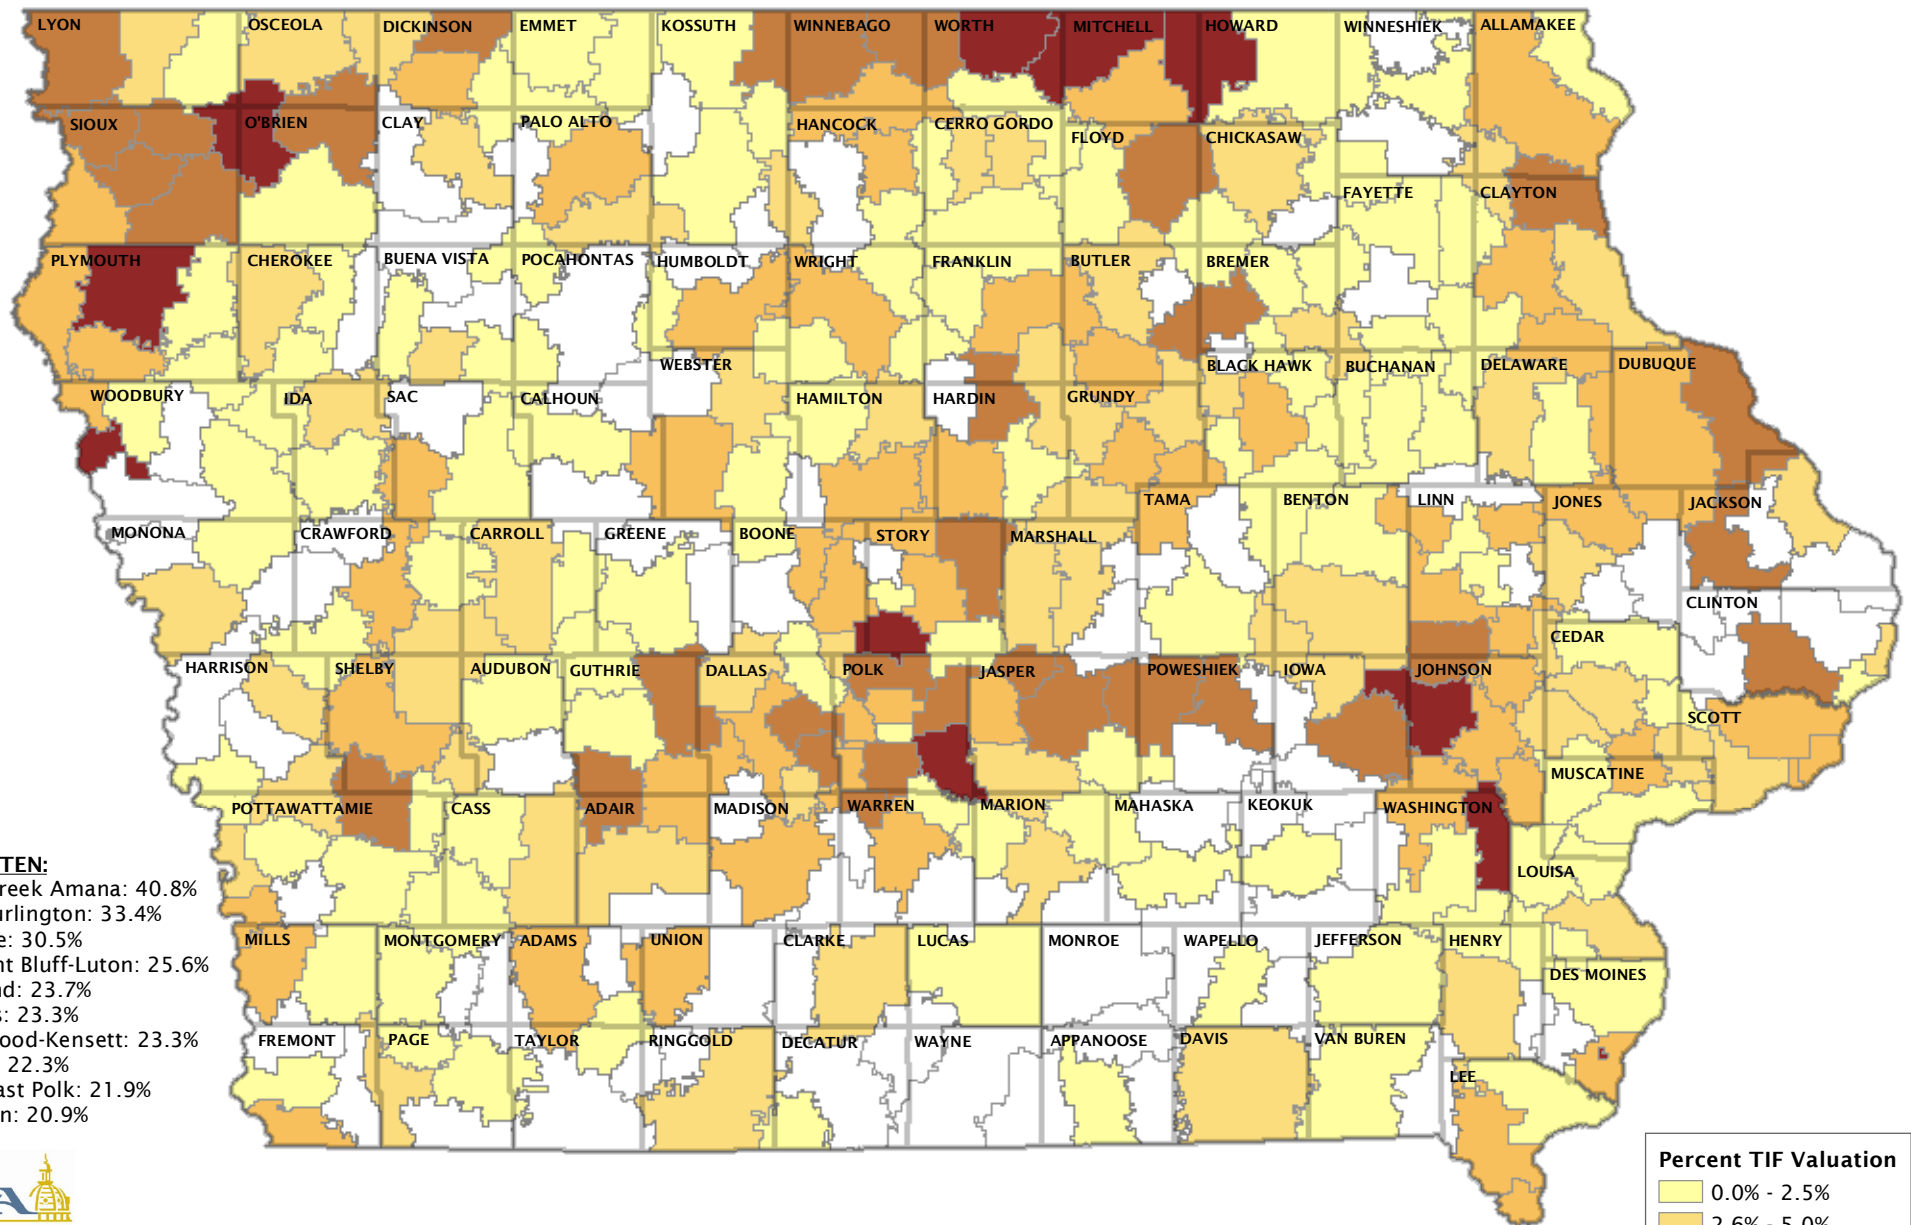 LYON
OSCEOLA
DICKINSON
EMMET
KOSSUTH
WINNEBAGO
WORTH
MITCHELL
HOWARD
WINNESHIEK
ALLAMAKEE
SIOUX
O'BRIEN
CLAY
PALO ALTO
HANCOCK
CERRO GORDO
FLOYD
CHICKASAW
FAYETTE
CLAYTON
PLYMOUTH
CHEROKEE
BUENA VISTA
POCAHONTAS
HUMBOLDT
WRIGHT
FRANKLIN
BUTLER
BREMER
WEBSTER
BLACK HAWK
BUCHANAN
DELAWARE
DUBUQUE
WOODBURY
IDA
SAC
CALHOUN
HAMILTON
HARDIN
GRUNDY
TAMA
BENTON
LINN
JONES
JACKSON
MONONA
CRAWFORD
CARROLL
GREENE
BOONE
STORY
MARSHALL
CLINTON
CEDAR
HARRISON
SHELBY
AUDUBON
GUTHRIE
DALLAS
POLK
JASPER
POWESHIEK
IOWA
JOHNSON
SCOTT
MUSCATINE
POTTAWATTAMIE
CASS
ADAIR
MADISON
WARREN
MARION
MAHASKA
KEOKUK
WASHINGTON
LOUISA
MILLS
MONTGOMERY
ADAMS
UNION
CLARKE
LUCAS
MONROE
WAPELLO
JEFFERSON
HENRY
DES MOINES
FREMONT
PAGE
TAYLOR
RINGGOLD
DECATUR
WAYNE
APPANOOSE
DAVIS
VAN BUREN
LEE
TEN:
reek Amana: 40.8%
urlington: 33.4%
e: 30.5%
nt Bluff-Luton: 25.6%
nd: 23.7%
s: 23.3%
ood-Kensett: 23.3%
: 22.3%
ast Polk: 21.9%
n: 20.9%
Percent TIF Valuation
0.0% - 2.5%
2.6% - 5.0%